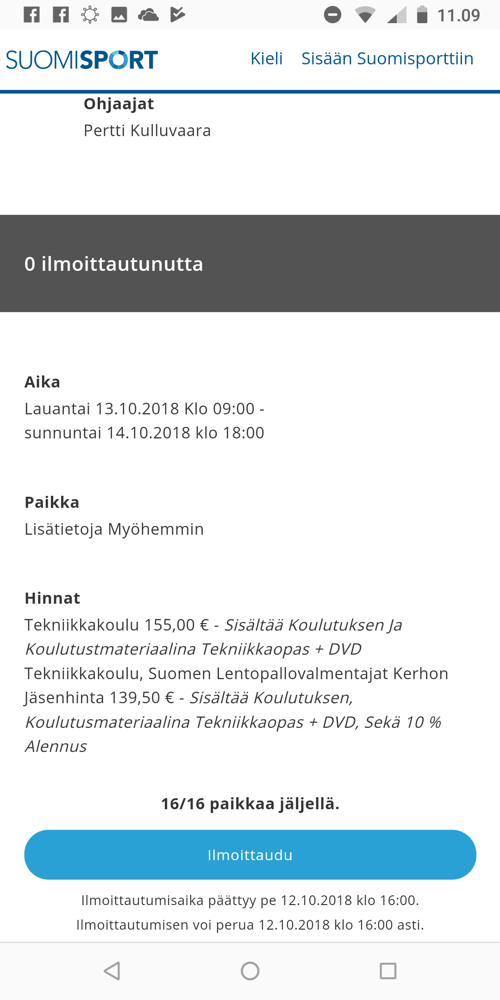 11.09
SUOMISPORT
Kieli Sisään Suomisporttiin
Ohjaajat
Pertti Kulluvaara
0 ilmoittautunutta
Aika
Lauantai 13.10.2018 Klo 09:00 -
sunnuntai 14.10.2018 klo 18:00
Paikka
Lisätietoja Myöhemmin
Hinnat
Tekniikkakoulu 155,00 € - Sisältää Koulutuksen Ja
Koulutustmateriaalina Tekniikkaopas + DVD
Tekniikkakoulu, Suomen Lentopallovalmentajat Kerhon
Jäsenhinta 139,50 € - Sisältää Koulutuksen,
Koulutusmateriaalina Tekniikkaopas + DVD, Sekä 10 %
Alennus
16/16 paikkaa jäljellä.
Ilmoittaudu
Ilmoittautumisaika päättyy pe 12.10.2018 klo 16:00.
Ilmoittautumisen voi perua 12.10.2018 klo 16:00 asti.